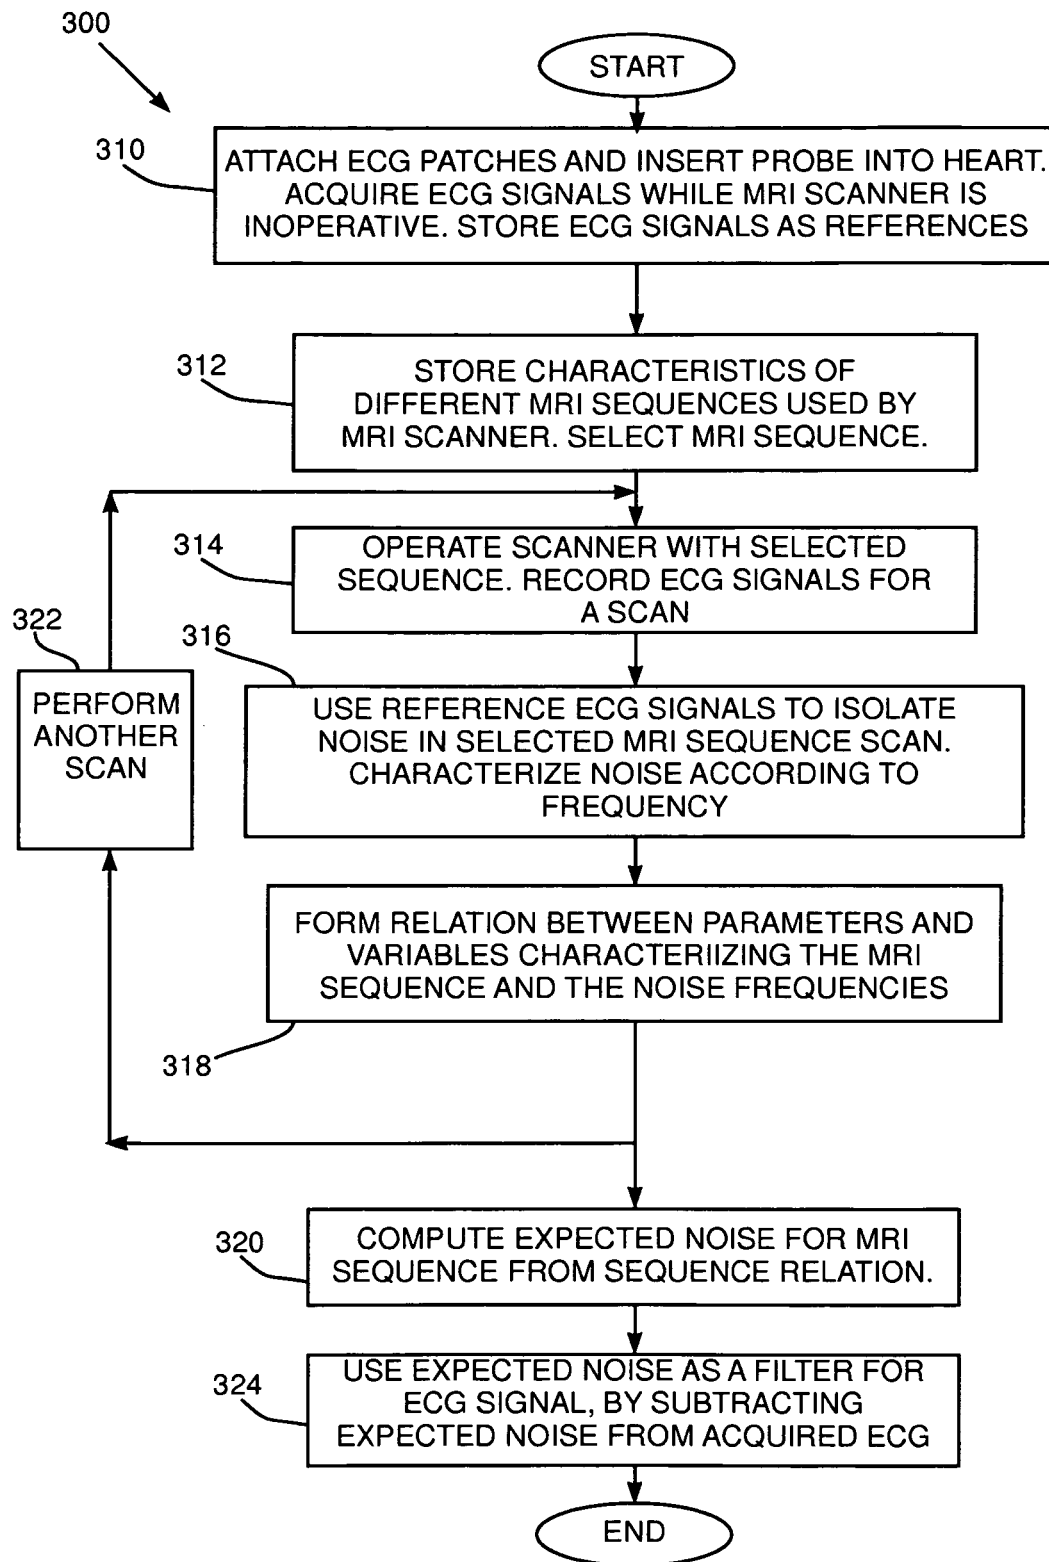 300
START
310
ATTACH ECG PATCHES AND INSERT PROBE INTO HEART.
ACQUIRE ECG SIGNALS WHILE MRI SCANNER IS
INOPERATIVE. STORE ECG SIGNALS AS REFERENCES
312
STORE CHARACTERISTICS OF
DIFFERENT MRI SEQUENCES USED BY
MRI SCANNER. SELECT MRI SEQUENCE.
314
OPERATE SCANNER WITH SELECTED
SEQUENCE. RECORD ECG SIGNALS FOR
A SCAN
322
PERFORM
ANOTHER
SCAN
316
USE REFERENCE ECG SIGNALS TO ISOLATE
NOISE IN SELECTED MRI SEQUENCE SCAN.
CHARACTERIZE NOISE ACCORDING TO
FREQUENCY
FORM RELATION BETWEEN PARAMETERS AND
VARIABLES CHARACTERIIZING THE MRI
SEQUENCE AND THE NOISE FREQUENCIES
318
320
COMPUTE EXPECTED NOISE FOR MRI
SEQUENCE FROM SEQUENCE RELATION.
324
USE EXPECTED NOISE AS A FILTER FOR
ECG SIGNAL, BY SUBTRACTING
EXPECTED NOISE FROM ACQUIRED ECG
END